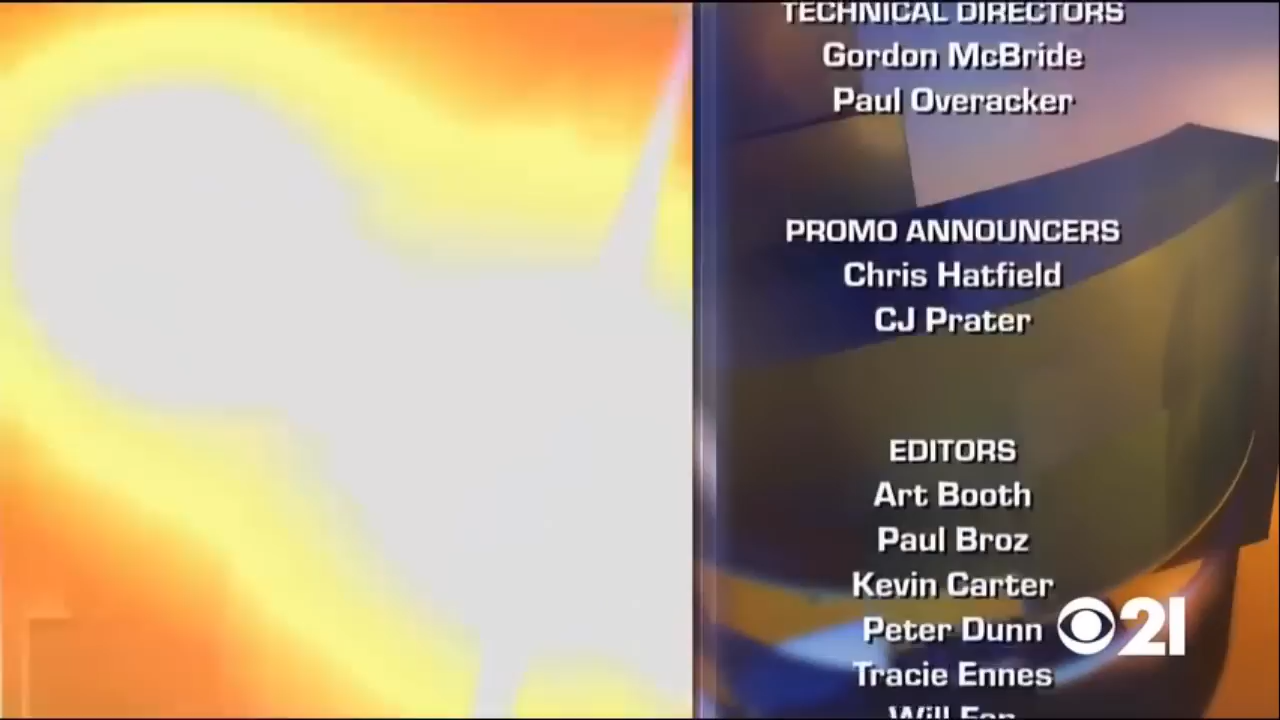 TECHNICAL DIRECTORS
Gordon McBride
Paul Overacker
PROMO ANNOUNCERS
Chris Hatfield
CJ Prater
EDITORS
Art Booth
Paul Broz
Kevin Carter
Peter Dunn
21
Tracie Ennes
Will